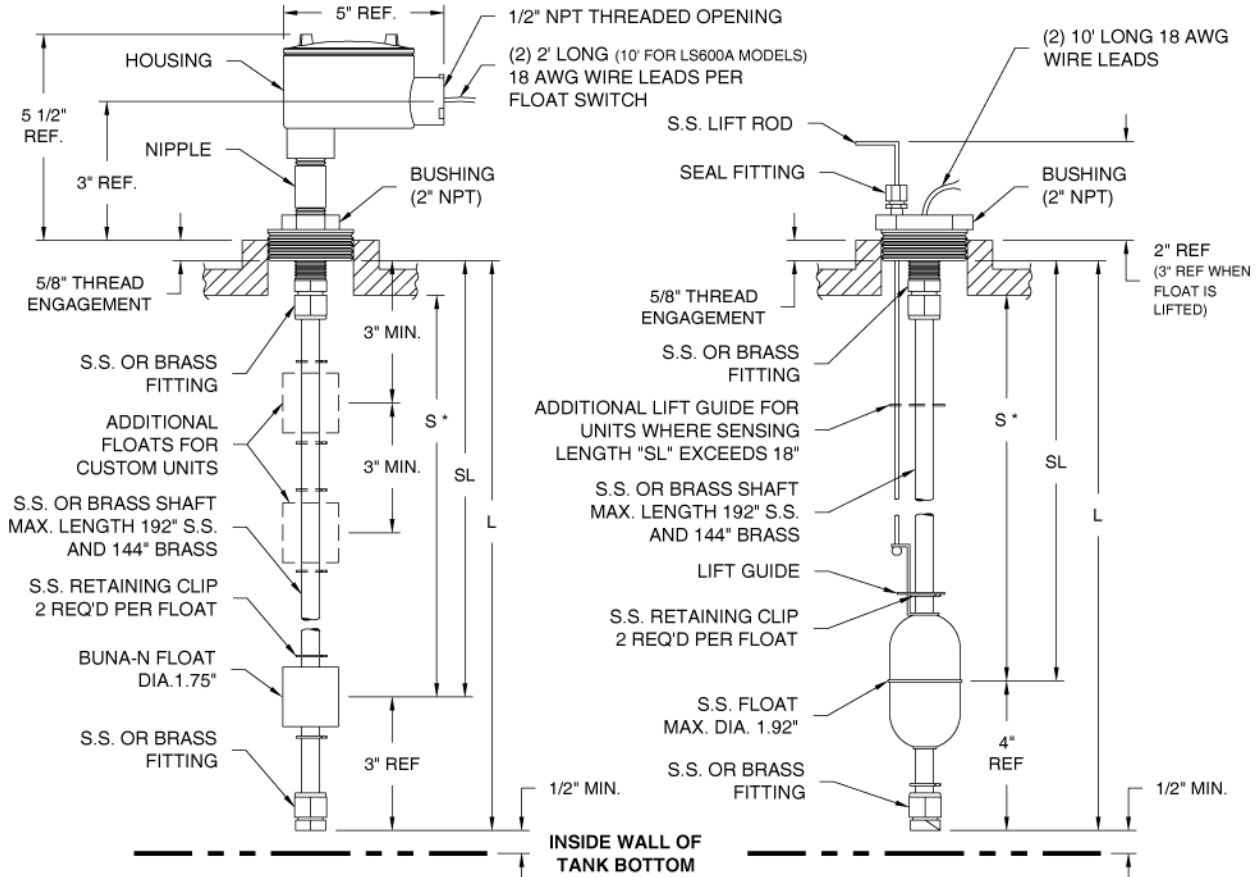 5" REF.
1/2" NPT THREADED OPENING
HOUSING
(2) 2' LONG (10' FOR LS600A MODELS)
18 AWG WIRE LEADS PER
FLOAT SWITCH
5 1/2"
REF.
NIPPLE
3" REF.
BUSHING
(2" NPT)
5/8" THREAD
ENGAGEMENT
3" MIN.
S.S. OR BRASS
FITTING
ADDITIONAL
FLOATS FOR
CUSTOM UNITS
S *
3" MIN.
SL
L
S.S. OR BRASS SHAFT
MAX. LENGTH 192" S.S.
AND 144" BRASS
S.S. RETAINING CLIP
2 REQ'D PER FLOAT
BUNA-N FLOAT
DIA.1.75"
S.S. OR BRASS
FITTING
3" REF
1/2" MIN.
(2) 10' LONG 18 AWG
WIRE LEADS
S.S. LIFT ROD
SEAL FITTING
BUSHING
(2" NPT)
2" REF
(3" REF WHEN
FLOAT IS
LIFTED)
5/8" THREAD
ENGAGEMENT
S.S. OR BRASS
FITTING
ADDITIONAL LIFT GUIDE FOR
UNITS WHERE SENSING
LENGTH "SL" EXCEEDS 18"
S *
SL
L
S.S. OR BRASS SHAFT
MAX. LENGTH 192" S.S.
AND 144" BRASS
LIFT GUIDE
S.S. RETAINING CLIP
2 REQ'D PER FLOAT
S.S. FLOAT
MAX. DIA. 1.92"
4"
REF
S.S. OR BRASS
FITTING
1/2" MIN.
INSIDE WALL OF
TANK BOTTOM